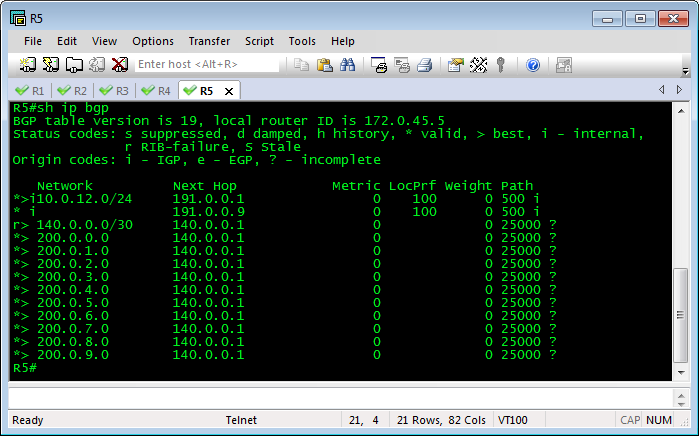 R5
File Edit View Options Transfer Script Tools Help
Enter host <Alt+R>
R1 R2 R3 R4 R5
R5#sh ip bgp
BGP table version is 19, local router ID is 172.0.45.5
Status codes: s suppressed, d damped, h history, * valid, > best, i - internal,
r RIB-failure, S Stale
Origin codes: i - IGP, e - EGP, ? - incomplete
Network Next Hop Metric LocPrf Weight Path
*>i10.0.12.0/24 191.0.0.1 0 100 0 500 i
* i 191.0.0.9 0 100 0 500 i
r> 140.0.0.0/30 140.0.0.1 0 0 25000 ?
*> 200.0.0.0 140.0.0.1 0 0 25000 ?
*> 200.0.1.0 140.0.0.1 0 0 25000 ?
*> 200.0.2.0 140.0.0.1 0 0 25000 ?
*> 200.0.3.0 140.0.0.1 0 0 25000 ?
*> 200.0.4.0 140.0.0.1 0 0 25000 ?
*> 200.0.5.0 140.0.0.1 0 0 25000 ?
*> 200.0.6.0 140.0.0.1 0 0 25000 ?
*> 200.0.7.0 140.0.0.1 0 0 25000 ?
*> 200.0.8.0 140.0.0.1 0 0 25000 ?
*> 200.0.9.0 140.0.0.1 0 0 25000 ?
R5#
Ready Telnet 21, 4 21 Rows, 82 Cols VT100 CAP NUM